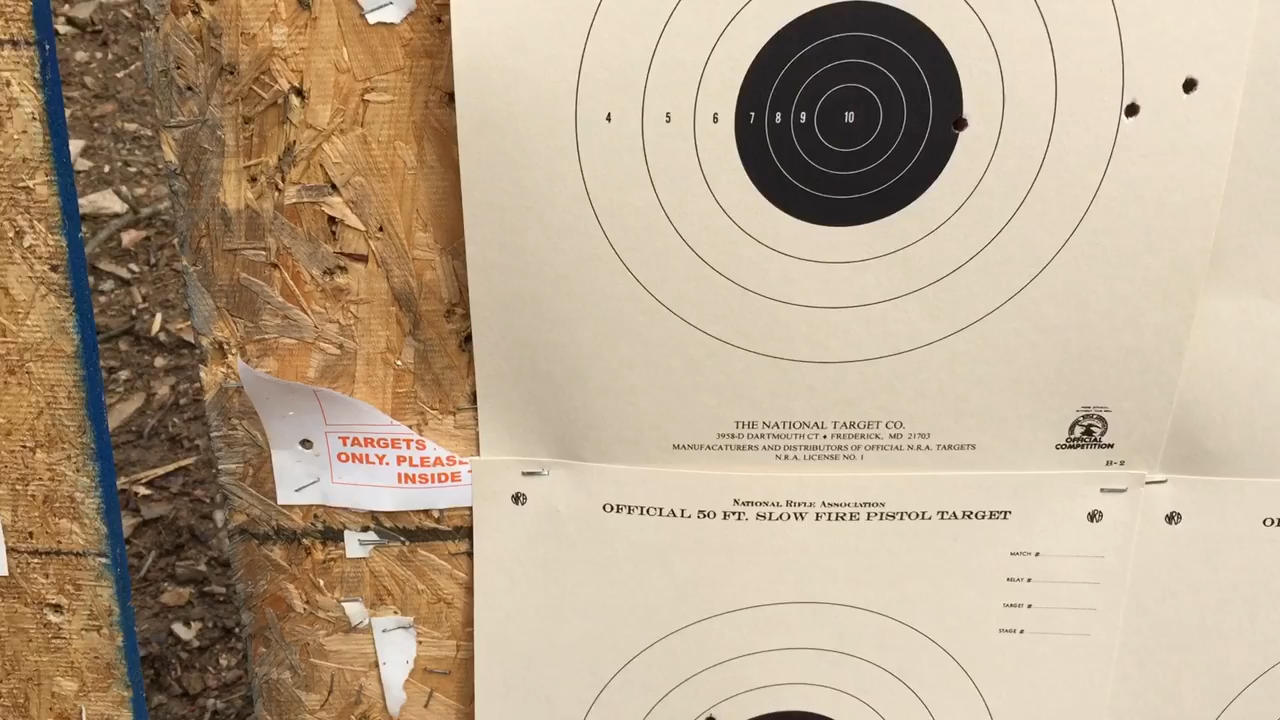 4 5 6 7 8 9 10
THE NATIONAL TARGET CO.
3958-D DARTMOUTH CT. ♦ FREDERICK, MD 21703
MANUFACATURERS AND DISTRIBUTORS OF OFFICIAL N.R.A. TARGETS
N.R.A. LICENSE NO. 1
OFFICIAL
COMPETITION
B-2
TARGETS
ONLY. PLEASE
INSIDE
NRA
NATIONAL RIFLE ASSOCIATION
OFFICIAL 50 FT. SLOW FIRE PISTOL TARGET
NRA
MATCH #
RELAY #
TARGET #
STAGE #
NRA